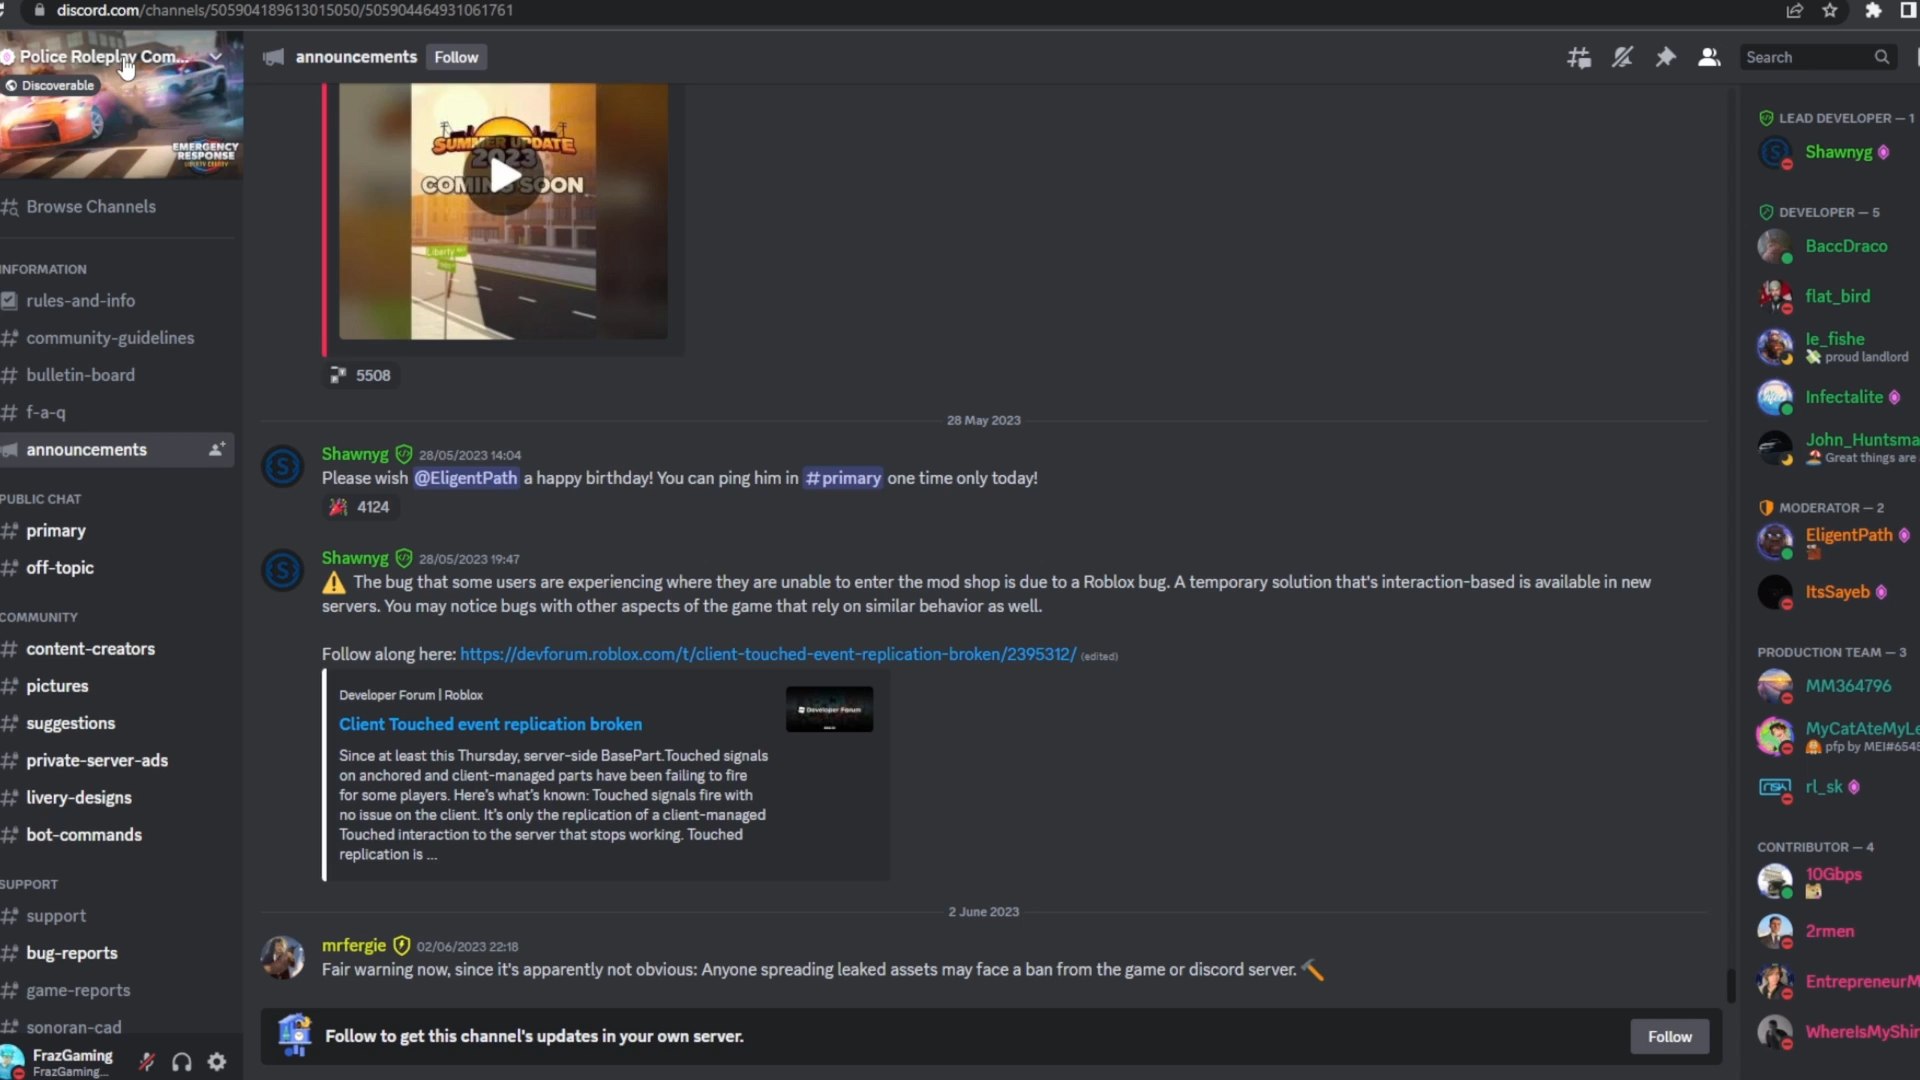 discord.com/channels/505904189613015050/505904464931061761
Police Roleplay Com...
Discoverable
EMERGENCY
RESPONSE
LIBERTY COUNTY
Browse Channels
INFORMATION
rules-and-info
community-guidelines
bulletin-board
f-a-q
announcements
PUBLIC CHAT
primary
off-topic
COMMUNITY
content-creators
pictures
suggestions
private-server-ads
livery-designs
bot-commands
SUPPORT
support
bug-reports
game-reports
sonoran-cad
FrazGaming
FrazGaming...
announcements
Follow
Search
SUMMER UPDATE
2023
COMING SOON
Liberty
5508
28 May 2023
Shawnyg 28/05/2023 14:04
Please wish @EligentPath a happy birthday! You can ping him in #primary one time only today!
4124
Shawnyg 28/05/2023 19:47
⚠️ The bug that some users are experiencing where they are unable to enter the mod shop is due to a Roblox bug. A temporary solution that's interaction-based is available in new
servers. You may notice bugs with other aspects of the game that rely on similar behavior as well.
Follow along here: https://devforum.roblox.com/t/client-touched-event-replication-broken/2395312/ (edited)
Developer Forum | Roblox
Developer Forum
Client Touched event replication broken
Since at least this Thursday, server-side BasePart.Touched signals
on anchored and client-managed parts have been failing to fire
for some players. Here's what's known: Touched signals fire with
no issue on the client. It's only the replication of a client-managed
Touched interaction to the server that stops working. Touched
replication is ...
2 June 2023
mrfergie 02/06/2023 22:18
Fair warning now, since it's apparently not obvious: Anyone spreading leaked assets may face a ban from the game or discord server. 🔨
Follow to get this channel's updates in your own server.
Follow
LEAD DEVELOPER — 1
Shawnyg
DEVELOPER — 5
BaccDraco
flat_bird
le_fishe
proud landlord
Infectalite
John_Huntsma
Great things are
MODERATOR — 2
EligentPath
ItsSayeb
PRODUCTION TEAM — 3
MM364796
MyCatAteMyLe
pfp by MEI#6545
rl_sk
CONTRIBUTOR — 4
10Gbps
2rmen
EntrepreneurM
WhereIsMyShir